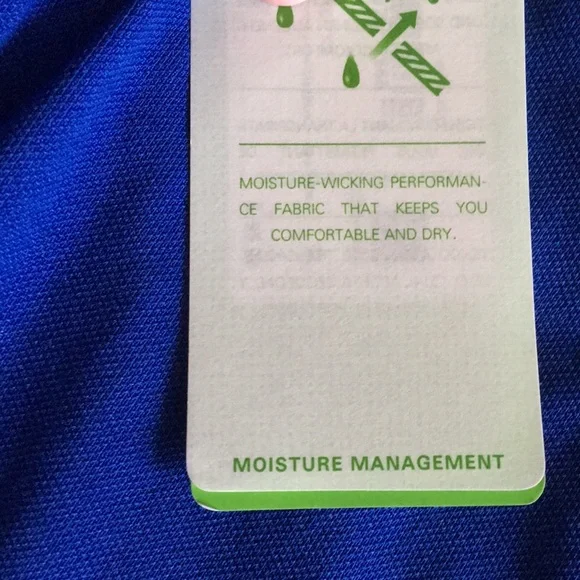 MOISTURE-WICKING PERFORMAN-
CE FABRIC THAT KEEPS YOU
COMFORTABLE AND DRY.
MOISTURE MANAGEMENT